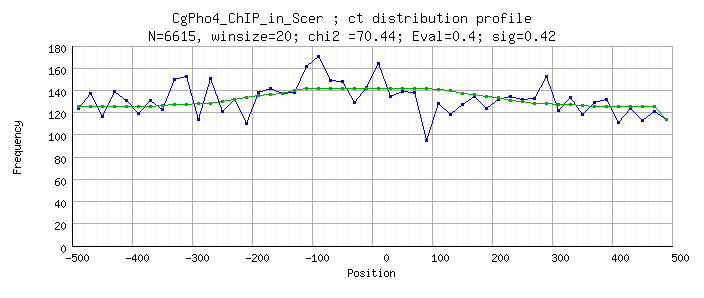 CgPho4_ChIP_in_Scer ; ct distribution profile
N=6615, winsize=20; chi2 =70.44; Eval=0.4; sig=0.42
180
160
140
120
100
80
60
40
20
0
Frequency
-500 -400 -300 -200 -100 0 100 200 300 400 500
Position